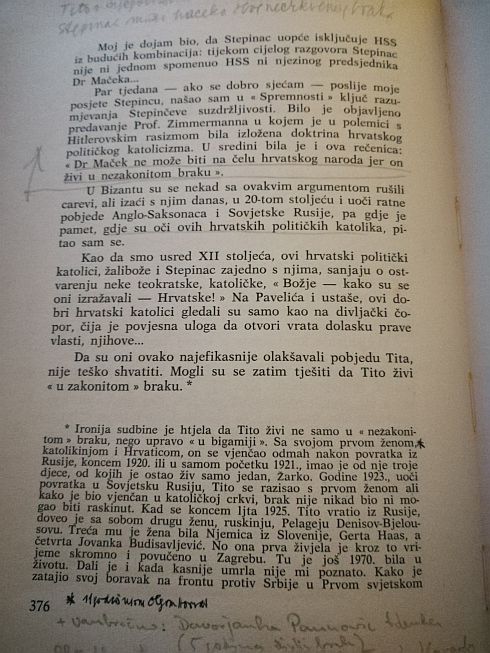 Stepinac
braka
Moj je dojam bio, da Stepinac uopće isključuje HSS
iz budućih kombinacija: tijekom cijelog razgovora Stepinac
nije ni jednom spomenuo HSS ni njezinog predsjednika
Dr Mačeka...
Par tjedana — ako se dobro sjećam — poslije moje
posjete Stepincu, našao sam u « Spremnosti » ključ razu-
mjevanja Stepinčeve suzdržljivosti. Bilo je objavljeno
predavanje Prof. Zimmermanna u kojem je u polemici s
Hitlerovskim rasizmom bila izložena doktrina hrvatskog
političkog katolicizma. U sredini bila je i ova rečenica:
« Dr Maček ne može biti na čelu hrvatskog naroda jer on
živi u nezakonitom braku ».
U Bizantu su se nekad sa ovakvim argumentom rušili
carevi, ali izaći s njim danas, u 20-tom stoljeću i uoči ratne
pobjede Anglo-Saksonaca i Sovjetske Rusije, pa gdje je
pamet, gdje su oči ovih hrvatskih političkih katolika, pi-
tao sam se.
Kao da smo usred XII stoljeća, ovi hrvatski politički
katolici, žalibože i Stepinac zajedno s njima, sanjaju o ost-
varenju neke teokratske, katoličke, « Božje — kako su se
oni izražavali — Hrvatske! » Na Pavelića i ustaše, ovi do-
bri hrvatski katolici gledali su samo kao na divljački čo-
por, čija je povjesna uloga da otvori vrata dolasku prave
vlasti, njihove...
Da su oni ovako najefikasnije olakšavali pobjedu Tita,
nije teško shvatiti. Mogli su se zatim tješiti da Tito živi
« u zakonitom » braku. *
* Ironija sudbine je htjela da Tito živi ne samo u « nezakoni-
tom » braku, nego upravo « u bigamiji ». Sa svojom prvom ženom,
katolikinjom i Hrvaticom, on se vjenčao odmah nakon povratka iz
Rusije, koncem 1920. ili u samom početku 1921., imao je od nje troje
djece, od kojih je ostao živ samo jedan, Žarko. Godine 1923., uoči
povratka u Sovjetsku Rusiju, Tito se razišao s prvom ženom ali
kako je bio vjenčan u katoličkoj crkvi, brak nije nikad bio ni mo-
gao biti raskinut. Kad se koncem ljta 1925. Tito vratio iz Rusije,
doveo je sa sobom drugu ženu, ruskinju, Pelageju Denisov-Bjelou-
sovu. Treća mu je žena bila Njemica iz Slovenije, Gerta Haas, a
četvrta Jovanka Budisavljević. No ona prva živjela je kroz to vri-
jeme skromno i povučeno u Zagrebu. Tu je još 1970. bila u
životu. Dali je i kada kasnije umrla nije mi poznato. Kako je
zatajio svoj boravak na frontu protiv Srbije u Prvom svjetskom
376
+ vanbračno: Davorjanka Paunović